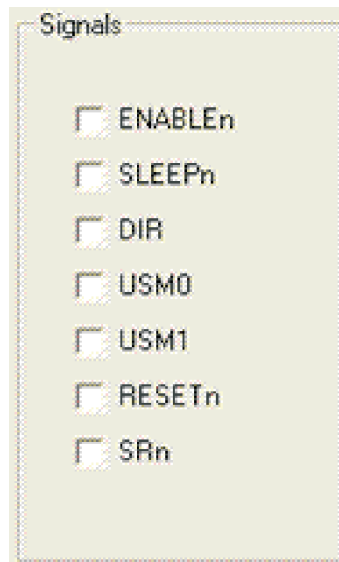 Signals
ENABLEn
SLEEPn
DIR
USM0
USM1
RESETn
SRn